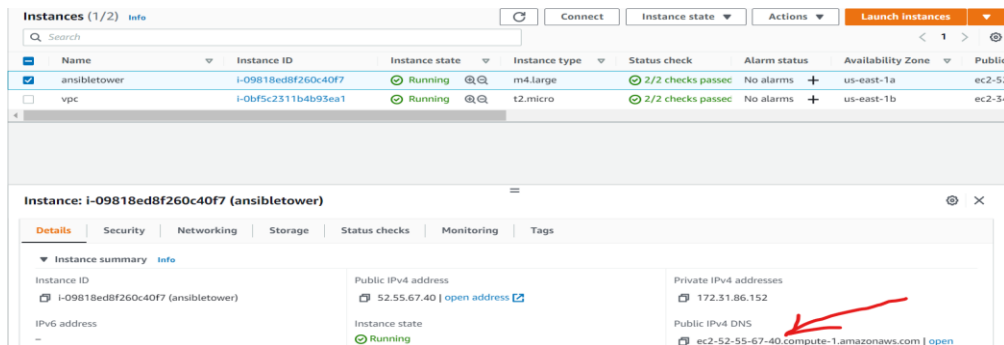 Instances (1/2) Info Connect Instance state Actions Launch instances
Search 1
Name Instance ID Instance state Instance type Status check Alarm status Availability Zone Public
ansibletower i-09818ed8f260c40f7 Running m4.large 2/2 checks passed No alarms + us-east-1a ec2-52
vpc i-0bf5c2311b4b93ea1 Running t2.micro 2/2 checks passed No alarms + us-east-1b ec2-3
Instance: i-09818ed8f260c40f7 (ansibletower)
Details Security Networking Storage Status checks Monitoring Tags
Instance summary Info
Instance ID Public IPv4 address Private IPv4 addresses
i-09818ed8f260c40f7 (ansibletower) 52.55.67.40 | open address 172.31.86.152
IPv6 address Instance state Public IPv4 DNS
– Running ec2-52-55-67-40.compute-1.amazonaws.com | open